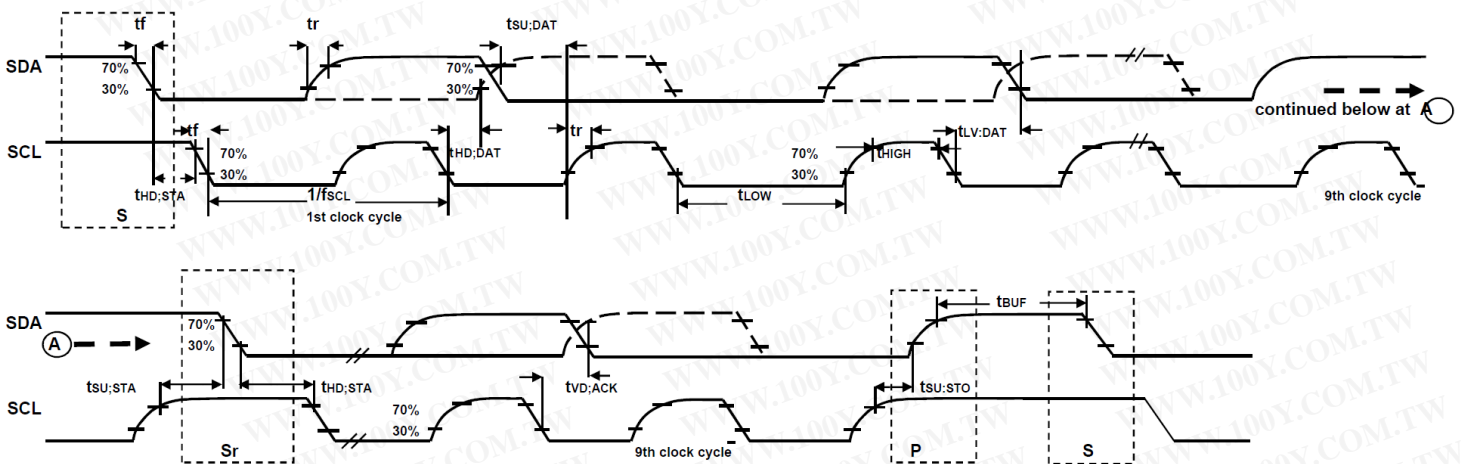 tf tr tSU;DAT
SDA 70% 30% 70% 30%
continued below at A
tf tr tLV:DAT
SCL 70% 30% tHD;DAT 70% 30% tHIGH
tHD;STA 1/fSCL tLOW
S 1st clock cycle 9th clock cycle
tBUF
SDA 70% 30%
A
tSU;STA tHD;STA tVD;ACK tSU:STO
SCL 70% 30%
Sr 9th clock cycle P S
WWW.100Y.COM.TW